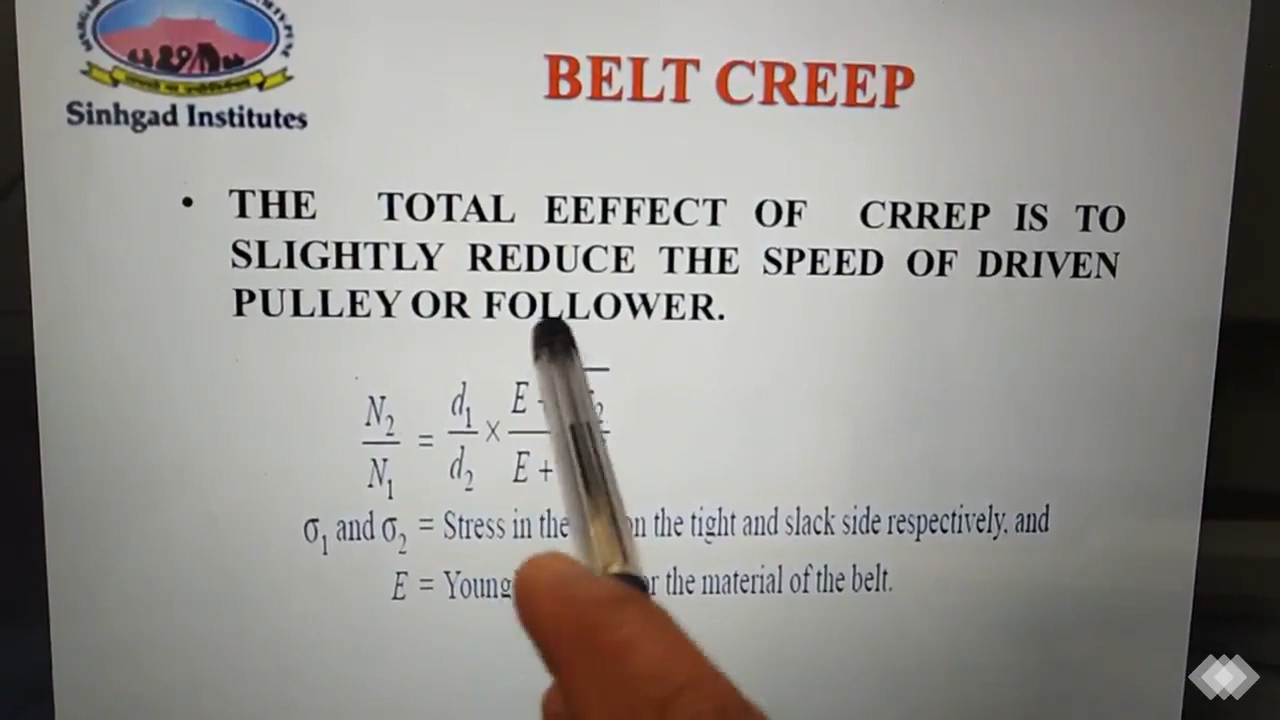 Sinhgad Institutes
BELT CREEP
• THE TOTAL EEFFECT OF CRREP IS TO
SLIGHTLY REDUCE THE SPEED OF DRIVEN
PULLEY OR FOLLOWER.
N₂/N₁ = d₁/d₂ × E / E +
σ₁ and σ₂ = Stress in the on the tight and slack side respectively, and
E = Young the material of the belt.